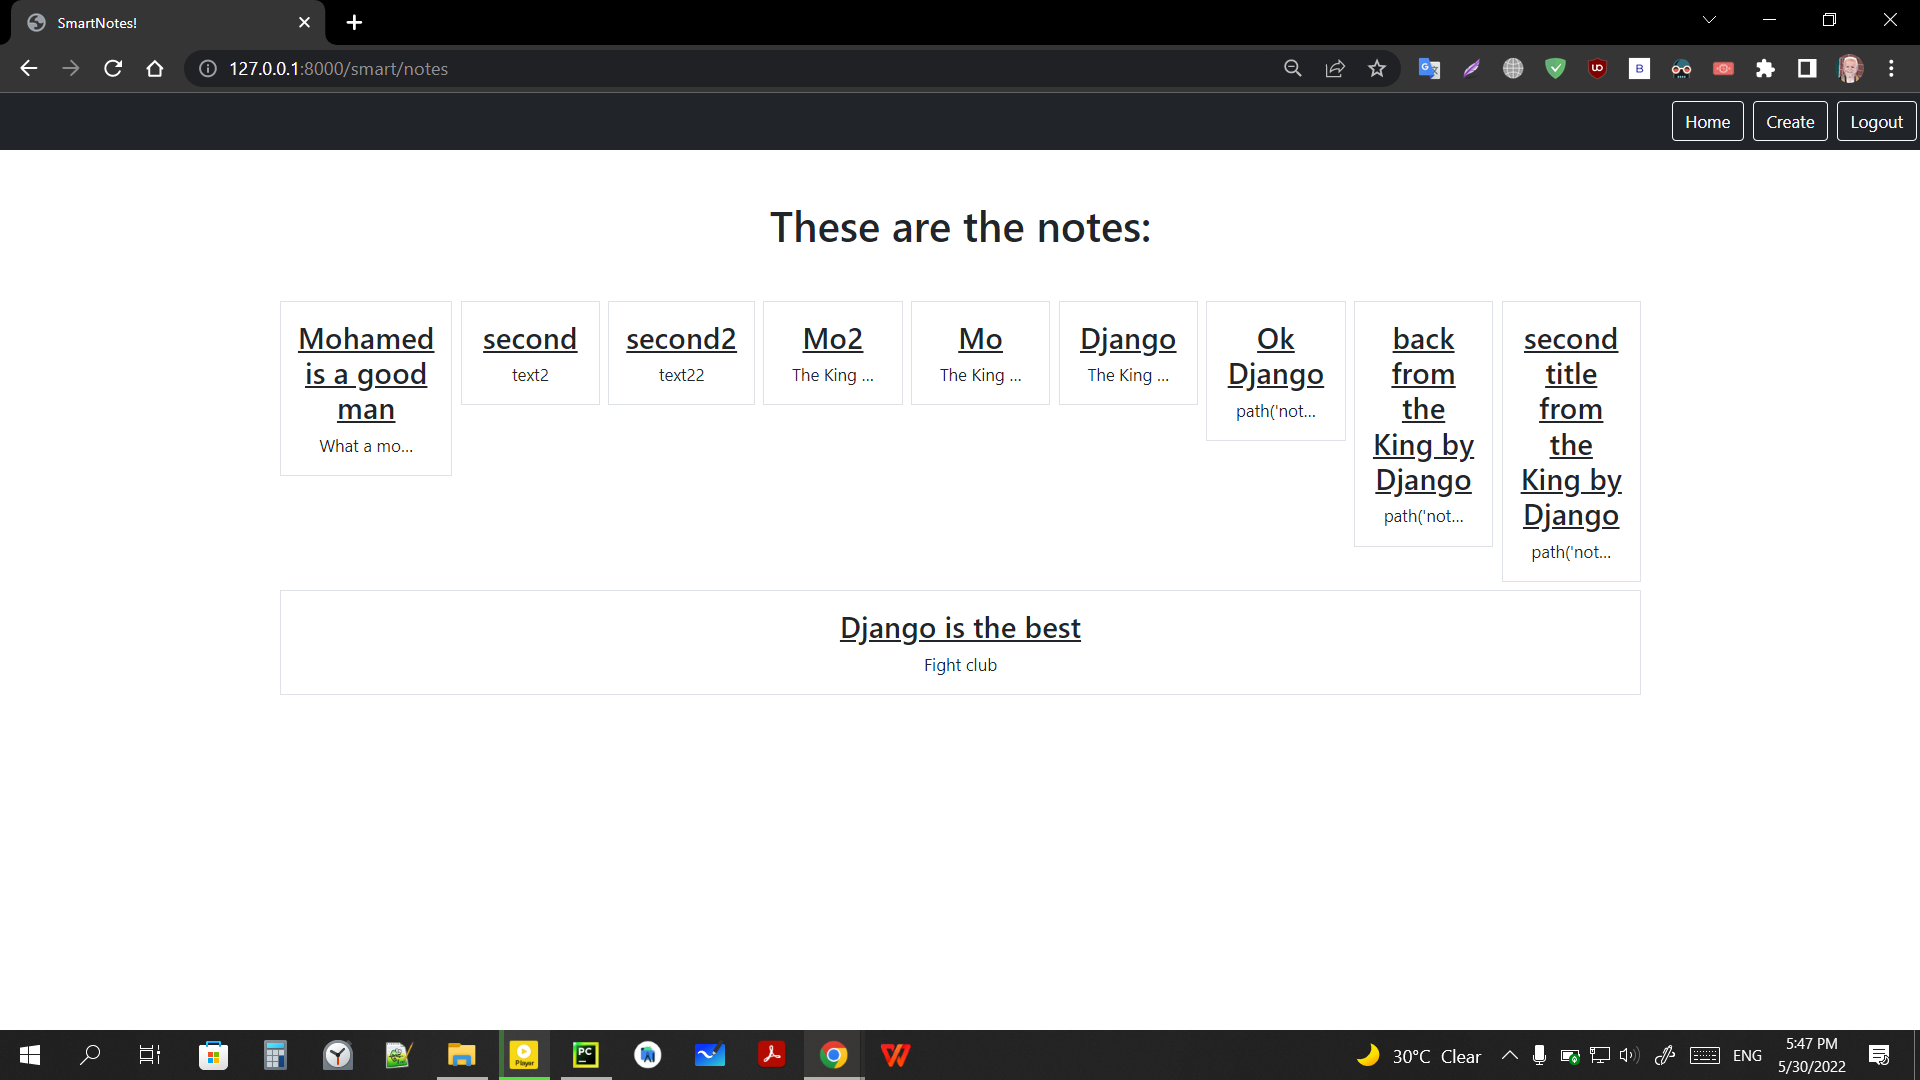 SmartNotes!
127.0.0.1:8000/smart/notes
Home Create Logout
These are the notes:
Mohamed
is a good
man
What a mo...
second
text2
second2
text22
Mo2
The King ...
Mo
The King ...
Django
The King ...
Ok
Django
path('not...
back
from
the
King by
Django
path('not...
second
title
from
the
King by
Django
path('not...
Django is the best
Fight club
30°C Clear
ENG
5:47 PM
5/30/2022